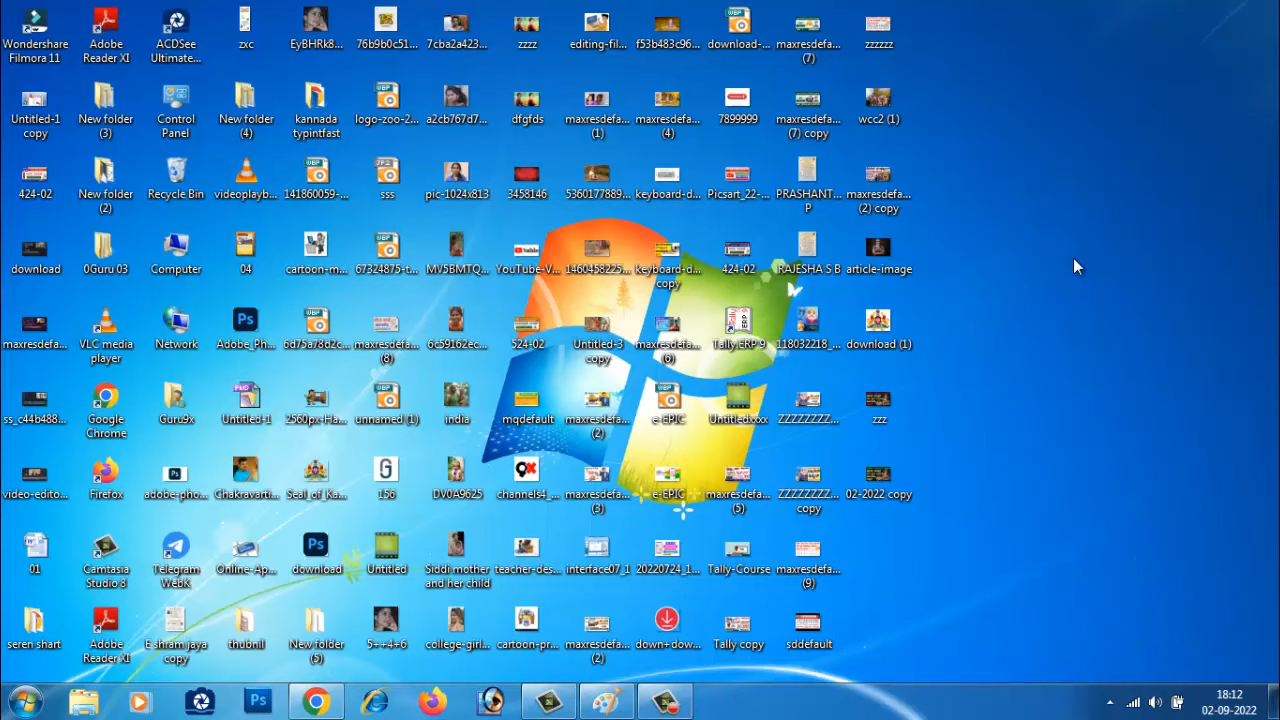 Wondershare
Filmora 11
Adobe
Reader XI
ACDSee
Ultimate...
zxc
EyBHRk8...
76b9b0c51...
7cba2a423...
zzzz
editing-fil...
f53b483c96...
download-...
maxresdefa...
(7)
zzzzzz
Untitled-1
copy
New folder
(3)
Control
Panel
New folder
(4)
kannada
typintfast
logo-zoo-2...
a2cb767d7...
dfgfds
maxresdefa...
(1)
maxresdefa...
(4)
7899999
maxresdefa...
(7) copy
wcc2 (1)
424-02
New folder
(2)
Recycle Bin
videoplayb...
141860059-...
sss
pic-1024x813
3458146
5360177889...
keyboard-d...
Picsart_22-...
PRASHANT...
P
maxresdefa...
(2) copy
download
0Guru 03
Computer
04
cartoon-m...
67324875-t...
MV5BMTQ...
YouTube-V...
1460458225...
keyboard-d...
copy
424-02
RAJESHA S B
article-image
maxresdefa...
VLC media
player
Network
Adobe_Ph...
6d75a78d2c...
maxresdefa...
(8)
6c59162ec...
524-02
Untitled-3
copy
maxresdefa...
(6)
Tally.ERP 9
118032218_...
download (1)
ss_c44b488...
Google
Chrome
Guru9x
Untitled-1
2560px-Ha...
unnamed (1)
india
mqdefault
maxresdefa...
(2)
e-EPIC
Untitledxxx
ZZZZZZZ...
zzz
video-edito...
Firefox
adobe-pho...
Chakravarti...
Seal_of_Ka...
156
DV0A9625
channels4_...
maxresdefa...
(3)
e-EPIC
maxresdefa...
(5)
ZZZZZZZZ...
copy
02-2022 copy
01
Camtasia
Studio 8
Telegram
WebK
Online-Ap...
download
Untitled
Siddi mother
and her child
teacher-des...
interface07_1
20220724_1...
Tally-Course
maxresdefa...
(9)
seren shart
Adobe
Reader XI
E shram jaya
copy
thubnil
New folder
(5)
5++4+6
college-girl...
cartoon-pr...
maxresdefa...
(2)
down+dow...
Tally copy
sddefault
18:12
02-09-2022